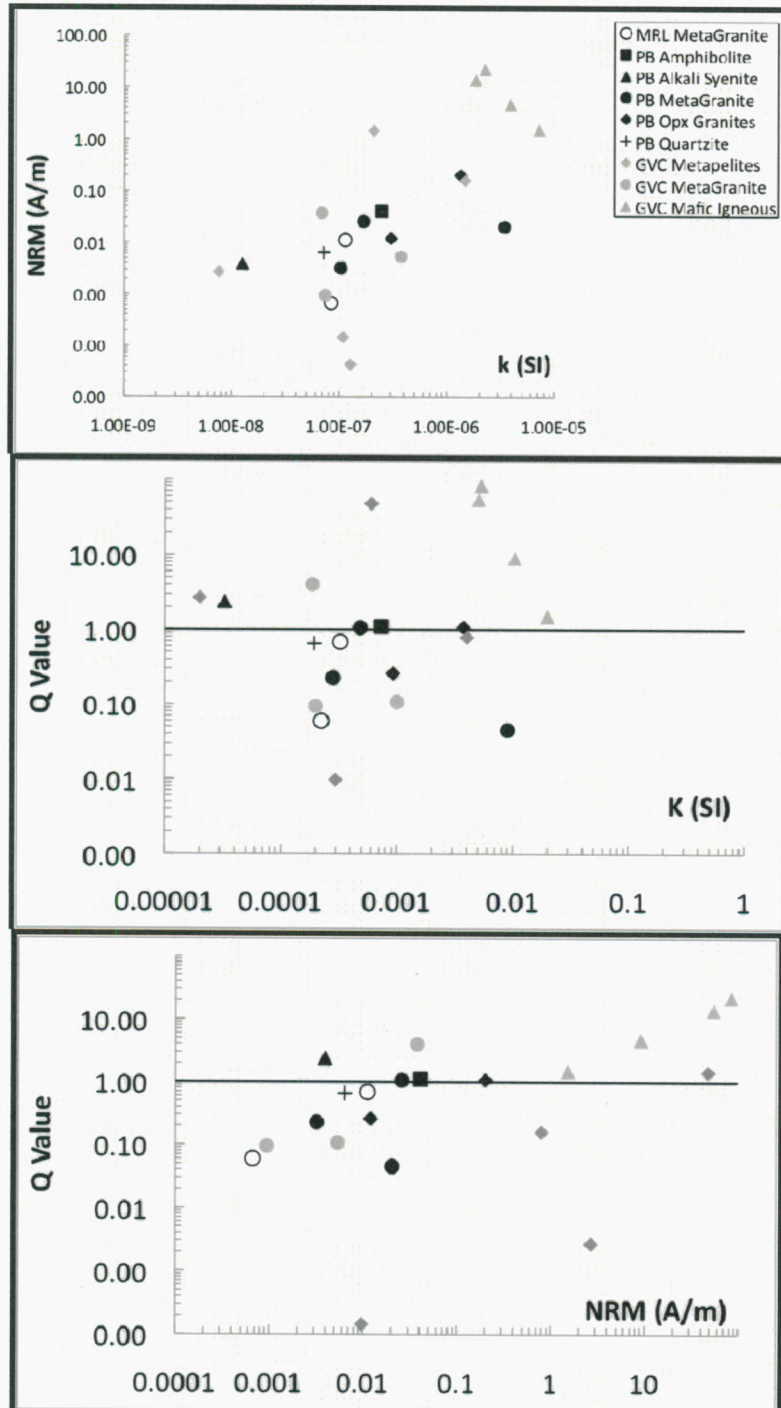 100.00
10.00
1.00
0.10
0.01
0.00
0.00
0.00
NRM (A/m)
k (SI)
1.00E-09
1.00E-08
1.00E-07
1.00E-06
1.00E-05
MRL MetaGranite
PB Amphibolite
PB Alkali Syenite
PB MetaGranite
PB Opx Granites
PB Quartzite
GVC Metapelites
GVC MetaGranite
GVC Mafic Igneous
10.00
1.00
0.10
0.01
0.00
Q Value
K (SI)
0.00001
0.0001
0.001
0.01
0.1
1
10.00
1.00
0.10
0.01
0.00
0.00
Q Value
NRM (A/m)
0.0001
0.001
0.01
0.1
1
10